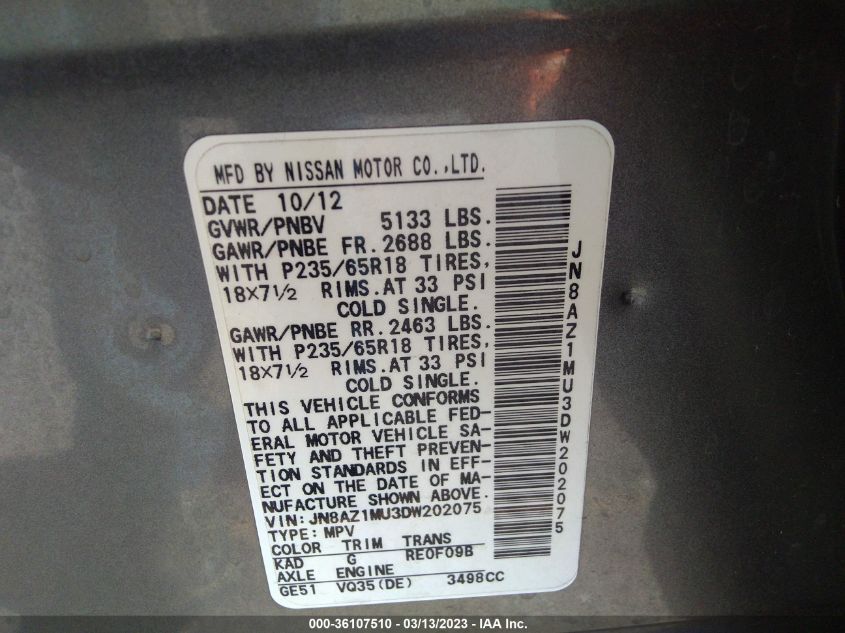 MFD BY NISSAN MOTOR CO.,LTD.
DATE 10/12
GVWR/PNBV 5133 LBS.
GAWR/PNBE FR. 2688 LBS.
WITH P235/65R18 TIRES,
18X7½ RIMS.AT 33 PSI
COLD SINGLE.
GAWR/PNBE RR. 2463 LBS.
WITH P235/65R18 TIRES,
18X7½ RIMS.AT 33 PSI
COLD SINGLE.
THIS VEHICLE CONFORMS
TO ALL APPLICABLE FED-
ERAL MOTOR VEHICLE SA-
FETY AND THEFT PREVEN-
TION STANDARDS IN EFF-
ECT ON THE DATE OF MA-
NUFACTURE SHOWN ABOVE.
VIN: JN8AZ1MU3DW202075
TYPE: MPV
COLOR TRIM TRANS
KAD G RE0F09B
AXLE ENGINE
GE51 VQ35(DE) 3498CC
JN8AZ1MU3DW202075
000-36107510 — 03/13/2023 — IAA Inc.